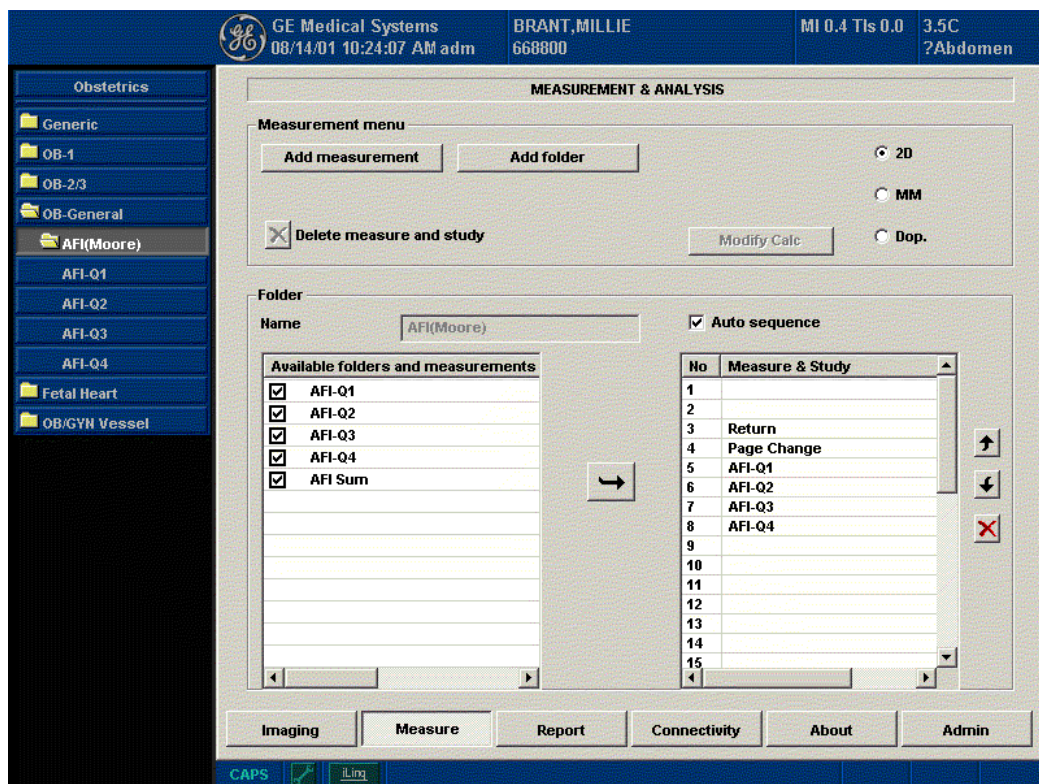 GE Medical Systems
08/14/01 10:24:07 AM adm
BRANT,MILLIE
668800
MI 0.4 TIs 0.0
3.5C
?Abdomen
Obstetrics
Generic
OB-1
OB-2/3
OB-General
AFI(Moore)
AFI-Q1
AFI-Q2
AFI-Q3
AFI-Q4
Fetal Heart
OB/GYN Vessel
MEASUREMENT & ANALYSIS
Measurement menu
Add measurement
Add folder
2D
MM
Delete measure and study
Modify Calc
Dop.
Folder
Name
AFI(Moore)
Auto sequence
Available folders and measurements
AFI-Q1
AFI-Q2
AFI-Q3
AFI-Q4
AFI Sum
No Measure & Study
1
2
3 Return
4 Page Change
5 AFI-Q1
6 AFI-Q2
7 AFI-Q3
8 AFI-Q4
9
10
11
12
13
14
15
Imaging
Measure
Report
Connectivity
About
Admin
CAPS
iLinq